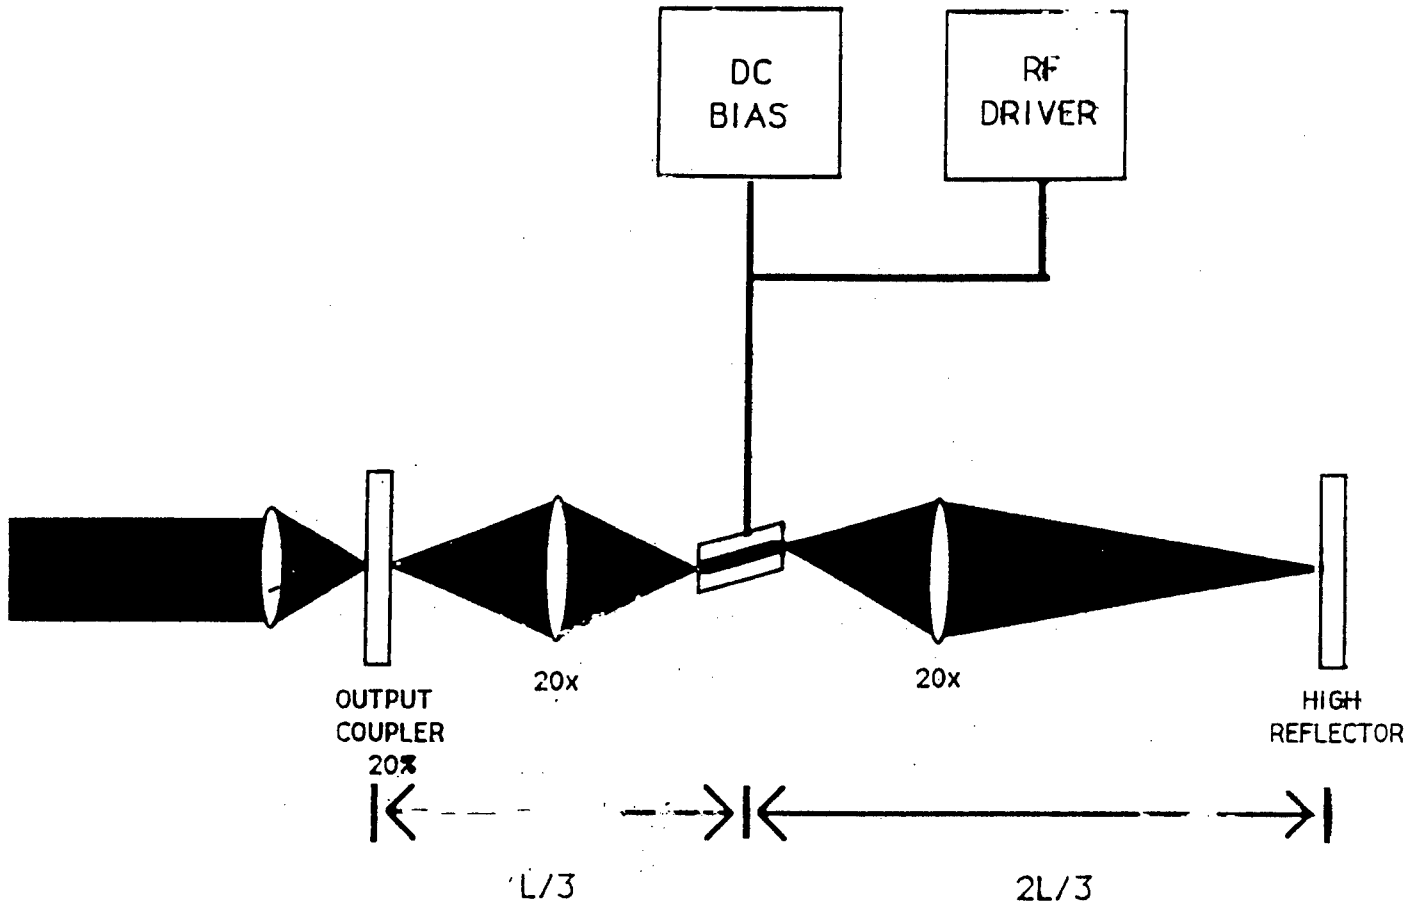 DC
BIAS
RF
DRIVER
20x
20x
OUTPUT
COUPLER
20%
HIGH
REFLECTOR
L/3
2L/3